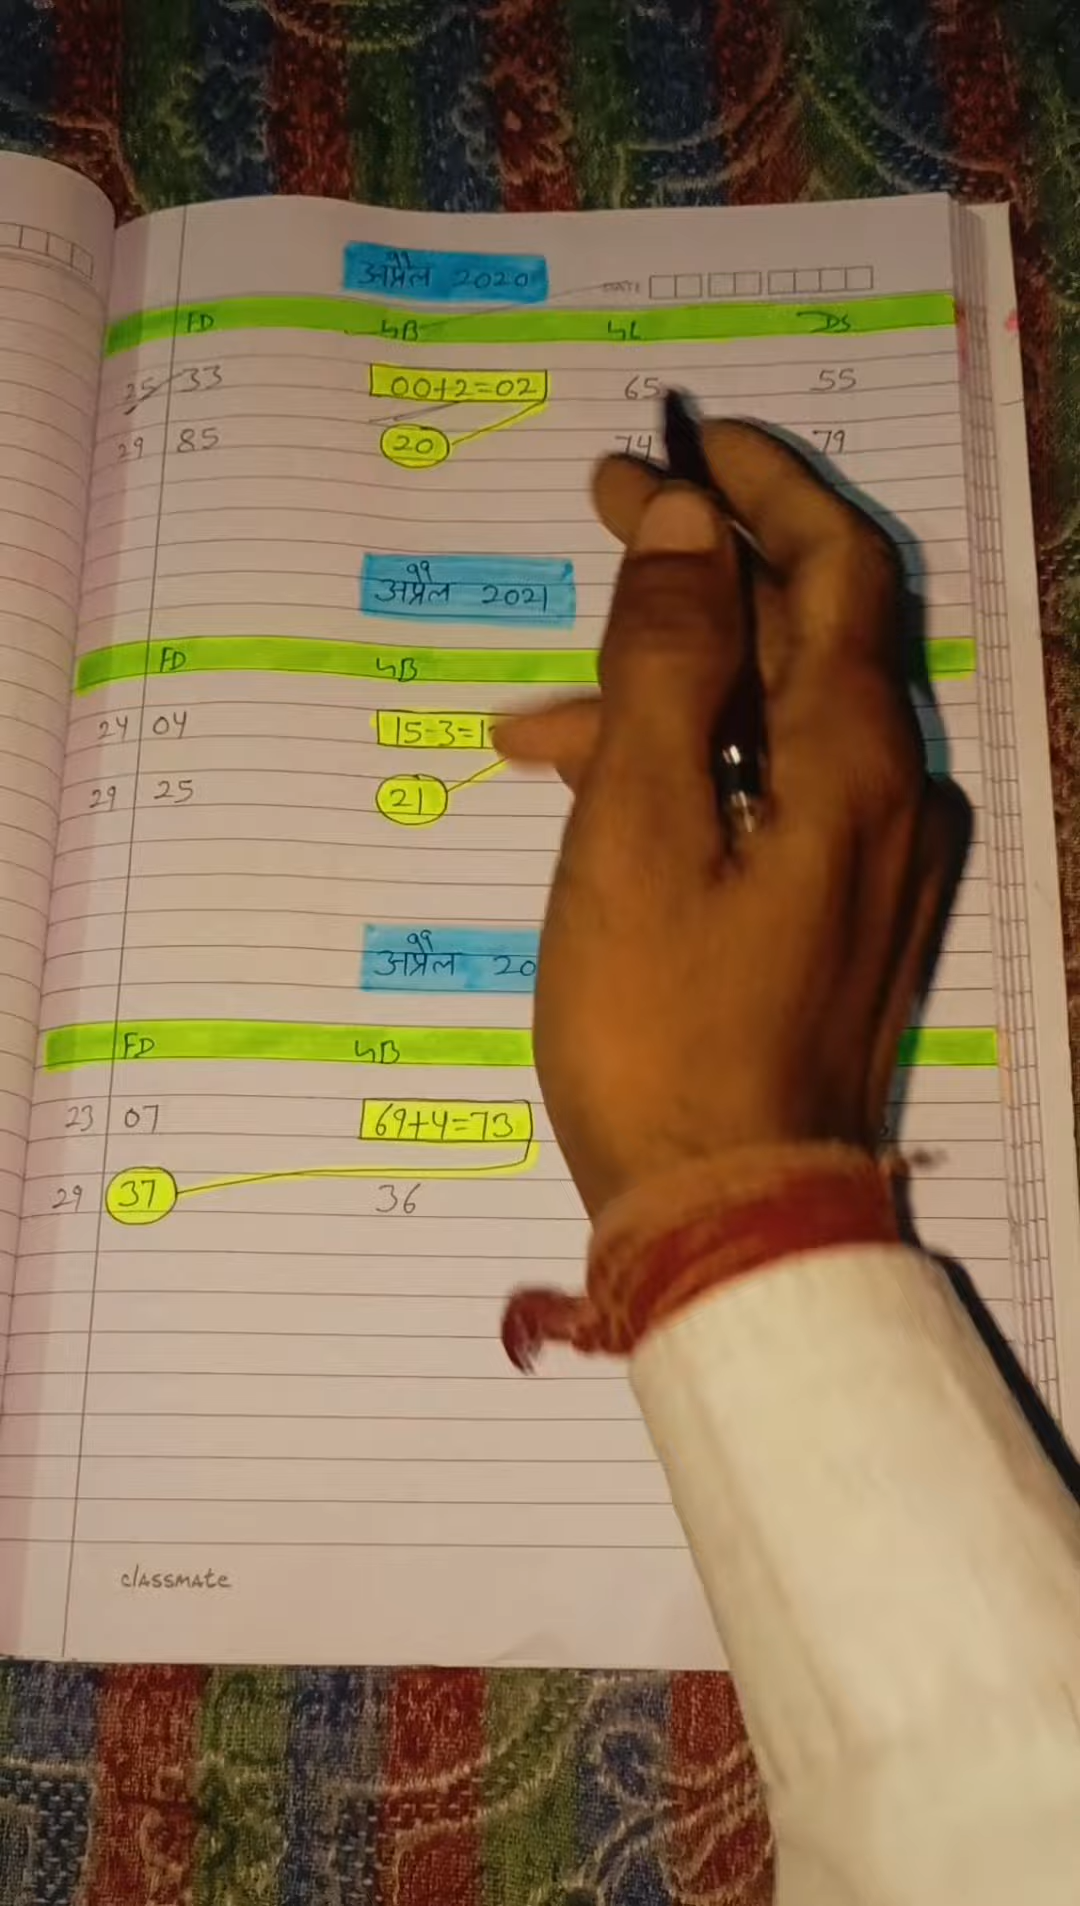 अप्रैल 2020
DATE
FD GB GL DS
25 33 00+2=02 65 55
29 85 20 74 79
अप्रैल 2021
FD GB
24 04 15-3=1
29 25 21
अप्रैल 20
FD GB
23 07 69+4=73
29 37 36
classmate